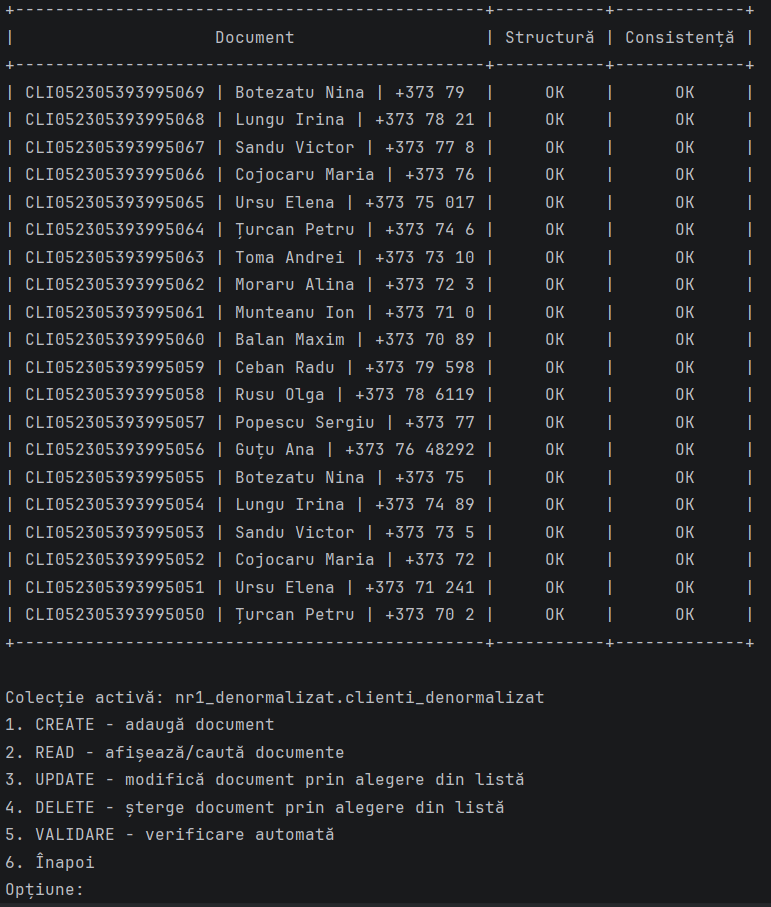 +-----------------------------------------------+-----------+-------------+
|                    Document                   | Structură | Consistență |
+-----------------------------------------------+-----------+-------------+
| CLI052305393995069 | Botezatu Nina | +373 79  |     OK    |      OK     |
| CLI052305393995068 | Lungu Irina | +373 78 21 |     OK    |      OK     |
| CLI052305393995067 | Sandu Victor | +373 77 8 |     OK    |      OK     |
| CLI052305393995066 | Cojocaru Maria | +373 76 |     OK    |      OK     |
| CLI052305393995065 | Ursu Elena | +373 75 017 |     OK    |      OK     |
| CLI052305393995064 | Țurcan Petru | +373 74 6 |     OK    |      OK     |
| CLI052305393995063 | Toma Andrei | +373 73 10 |     OK    |      OK     |
| CLI052305393995062 | Moraru Alina | +373 72 3 |     OK    |      OK     |
| CLI052305393995061 | Munteanu Ion | +373 71 0 |     OK    |      OK     |
| CLI052305393995060 | Balan Maxim | +373 70 89 |     OK    |      OK     |
| CLI052305393995059 | Ceban Radu | +373 79 598 |     OK    |      OK     |
| CLI052305393995058 | Rusu Olga | +373 78 6119 |     OK    |      OK     |
| CLI052305393995057 | Popescu Sergiu | +373 77 |     OK    |      OK     |
| CLI052305393995056 | Guțu Ana | +373 76 48292 |     OK    |      OK     |
| CLI052305393995055 | Botezatu Nina | +373 75  |     OK    |      OK     |
| CLI052305393995054 | Lungu Irina | +373 74 89 |     OK    |      OK     |
| CLI052305393995053 | Sandu Victor | +373 73 5 |     OK    |      OK     |
| CLI052305393995052 | Cojocaru Maria | +373 72 |     OK    |      OK     |
| CLI052305393995051 | Ursu Elena | +373 71 241 |     OK    |      OK     |
| CLI052305393995050 | Țurcan Petru | +373 70 2 |     OK    |      OK     |
+-----------------------------------------------+-----------+-------------+
Colecție activă: nr1_denormalizat.clienti_denormalizat
1. CREATE - adaugă document
2. READ - afișează/caută documente
3. UPDATE - modifică document prin alegere din listă
4. DELETE - șterge document prin alegere din listă
5. VALIDARE - verificare automată
6. Înapoi
Opțiune: